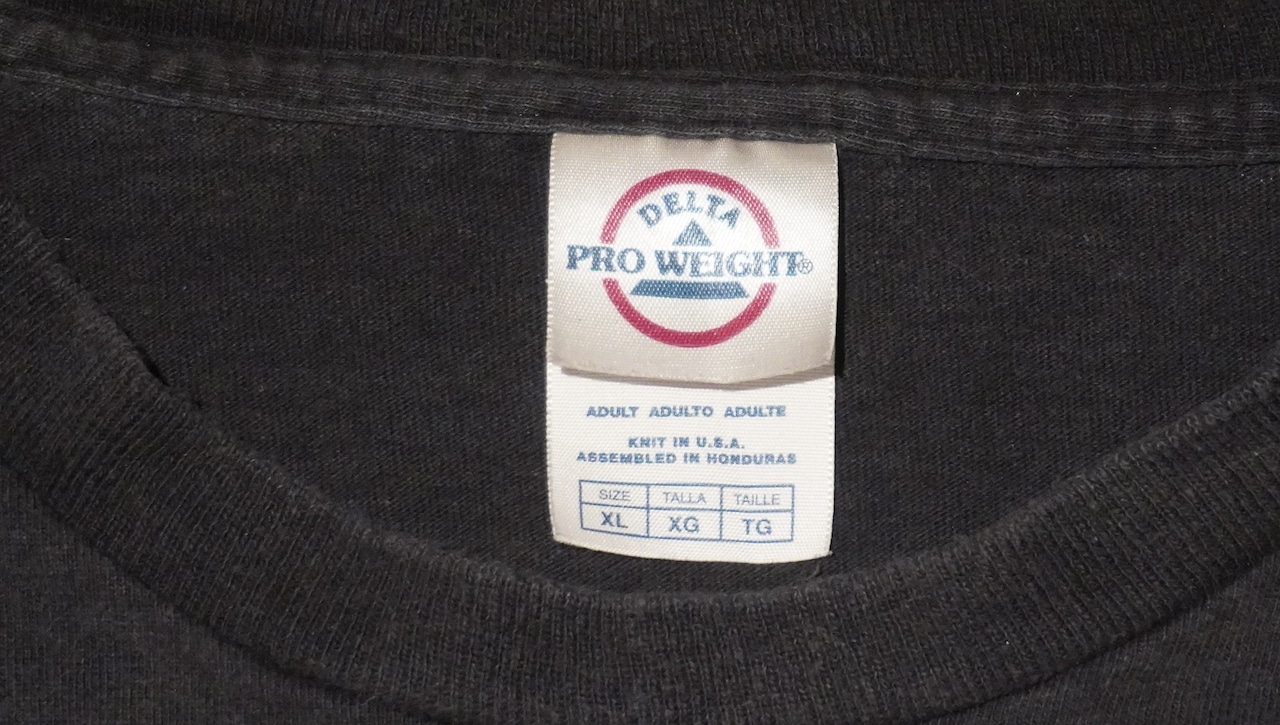 DELTA
PRO WEIGHT®
ADULT ADULTO ADULTE
KNIT IN U.S.A.
ASSEMBLED IN HONDURAS
SIZE TALLA TAILLE
XL XG TG